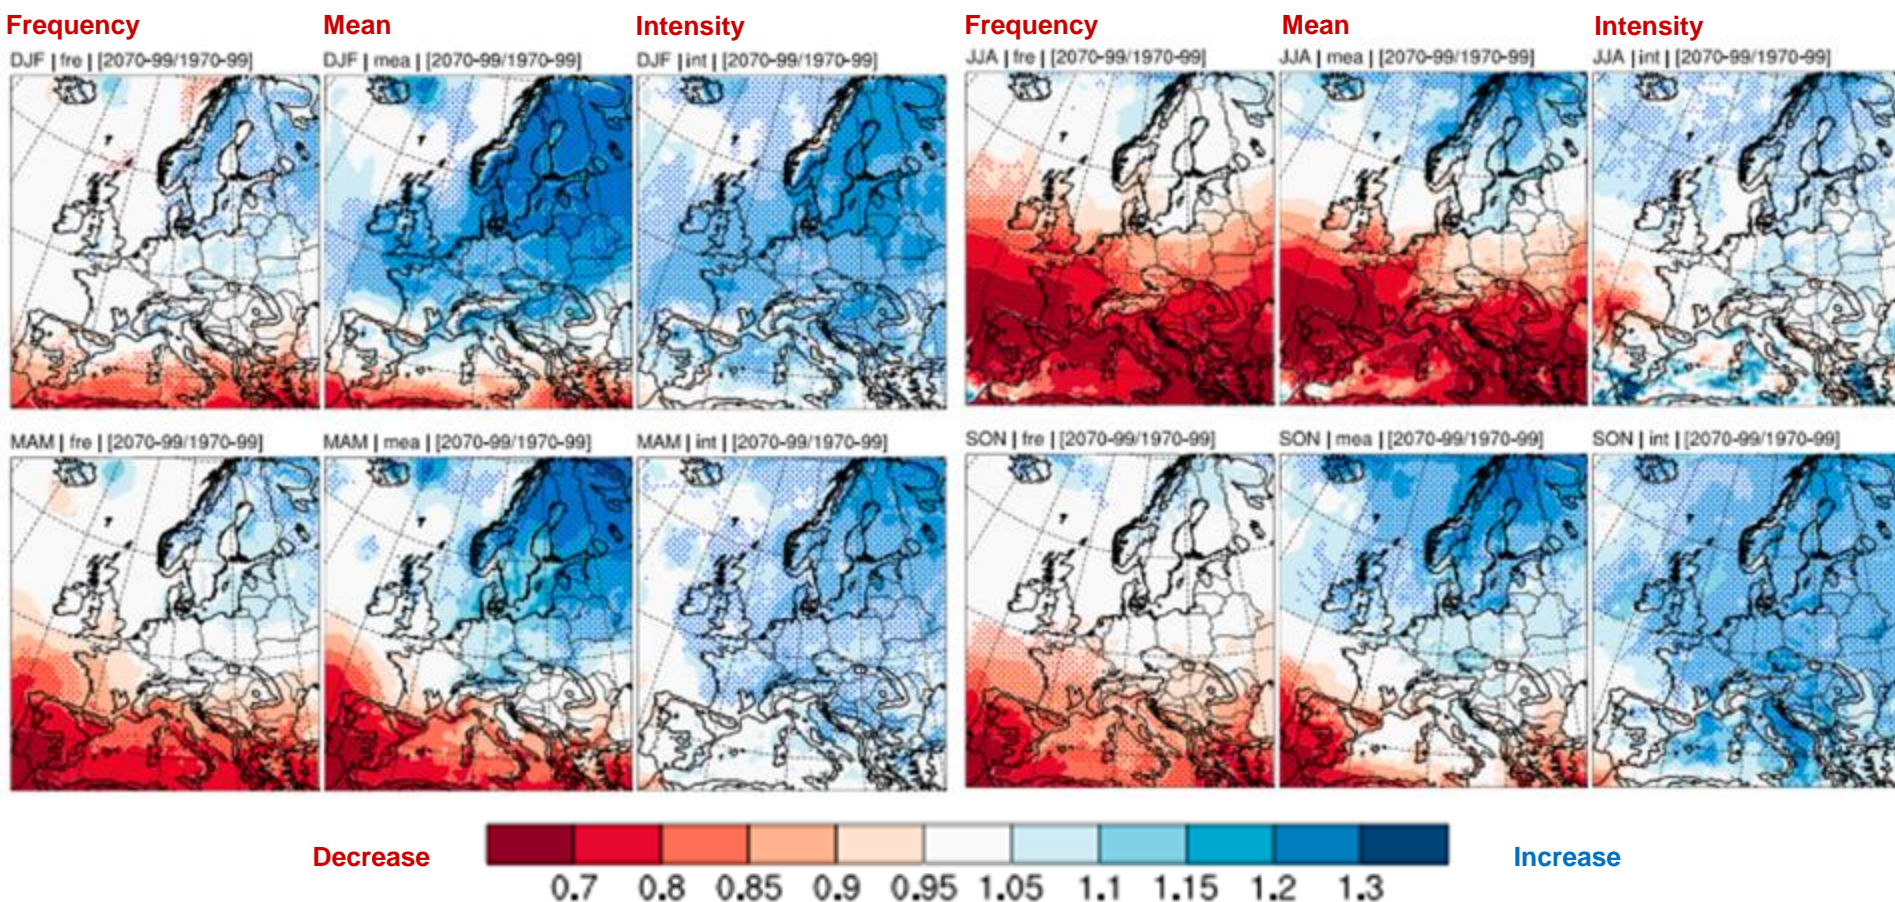 Frequency Mean Intensity Frequency Mean Intensity
DJF | fre | [2070-99/1970-99] DJF | mea | [2070-99/1970-99] DJF | int | [2070-99/1970-99] JJA | fre | [2070-99/1970-99] JJA | mea | [2070-99/1970-99] JJA | int | [2070-99/1970-99]
MAM | fre | [2070-99/1970-99] MAM | mea | [2070-99/1970-99] MAM | int | [2070-99/1970-99] SON | fre | [2070-99/1970-99] SON | mea | [2070-99/1970-99] SON | int | [2070-99/1970-99]
Decrease Increase
0.7 0.8 0.85 0.9 0.95 1.05 1.1 1.15 1.2 1.3